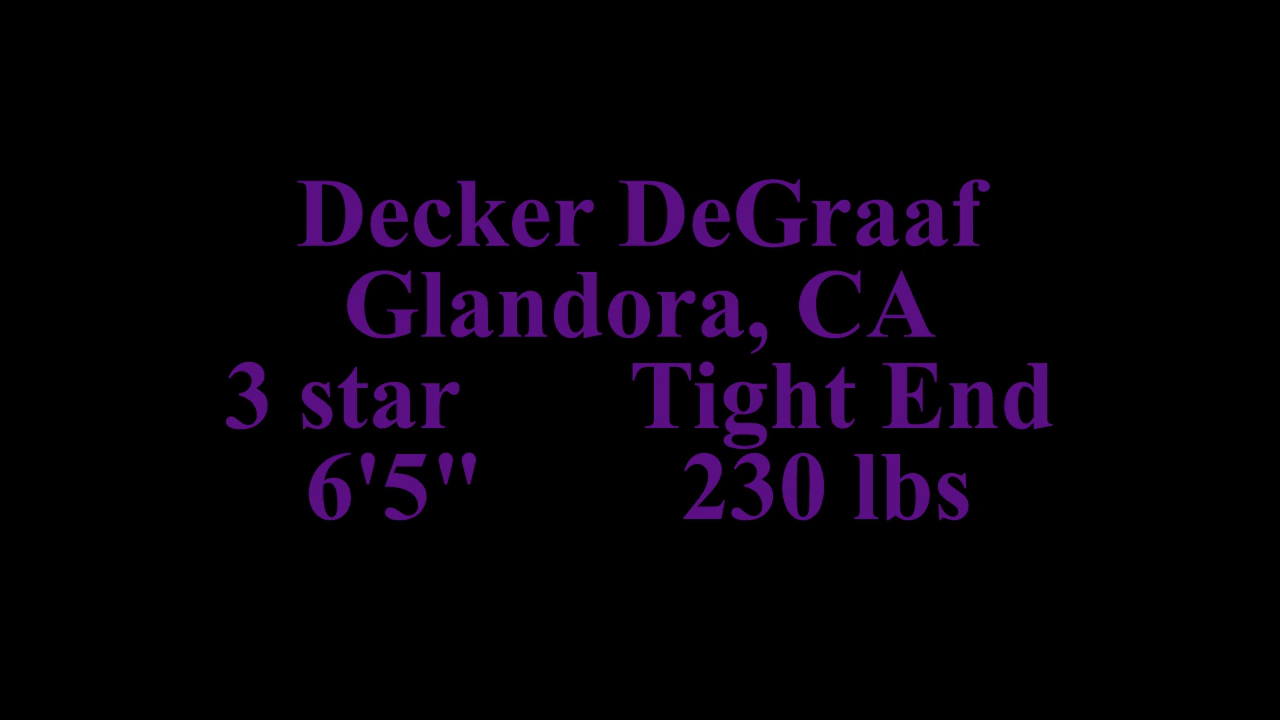 Decker DeGraaf
Glandora, CA
3 star Tight End
6'5" 230 lbs